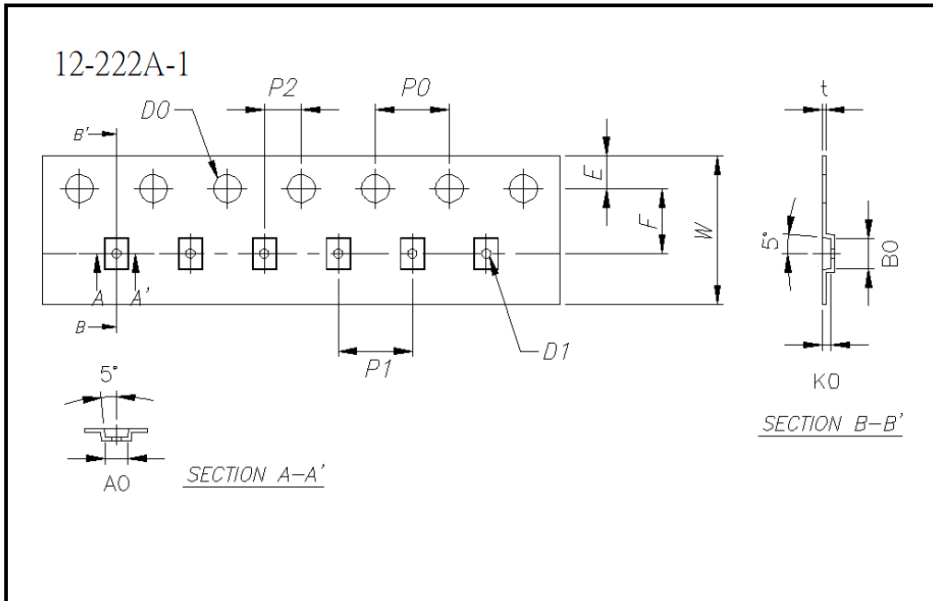 12-222A-1
P2
P0
t
D0
B'
E
F
W
5°
B0
A
A'
B
P1
D1
K0
5°
SECTION B-B'
A0
SECTION A-A'